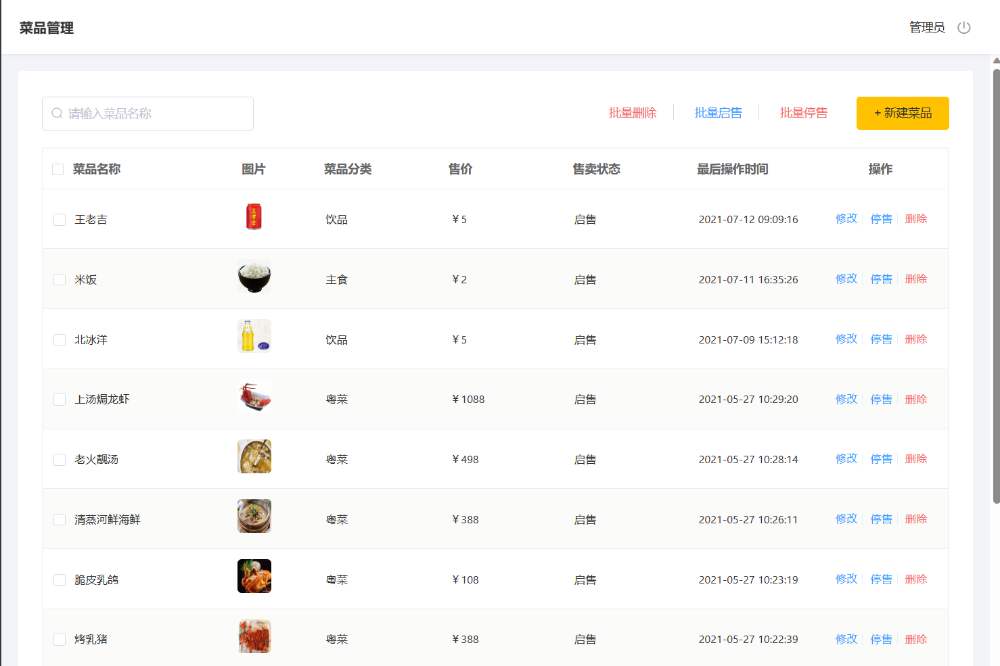 菜品管理 管理员
请输入菜品名称 批量删除 批量启售 批量停售 + 新建菜品
菜品名称 图片 菜品分类 售价 售卖状态 最后操作时间 操作
王老吉 王老吉 饮品 ￥5 启售 2021-07-12 09:09:16 修改 停售 删除
米饭 主食 ￥2 启售 2021-07-11 16:35:26 修改 停售 删除
北冰洋 饮品 ￥5 启售 2021-07-09 15:12:18 修改 停售 删除
上汤焗龙虾 粤菜 ￥1088 启售 2021-05-27 10:29:20 修改 停售 删除
老火靓汤 粤菜 ￥498 启售 2021-05-27 10:28:14 修改 停售 删除
清蒸河鲜海鲜 粤菜 ￥388 启售 2021-05-27 10:26:11 修改 停售 删除
脆皮乳鸽 粤菜 ￥108 启售 2021-05-27 10:23:19 修改 停售 删除
烤乳猪 粤菜 ￥388 启售 2021-05-27 10:22:39 修改 停售 删除